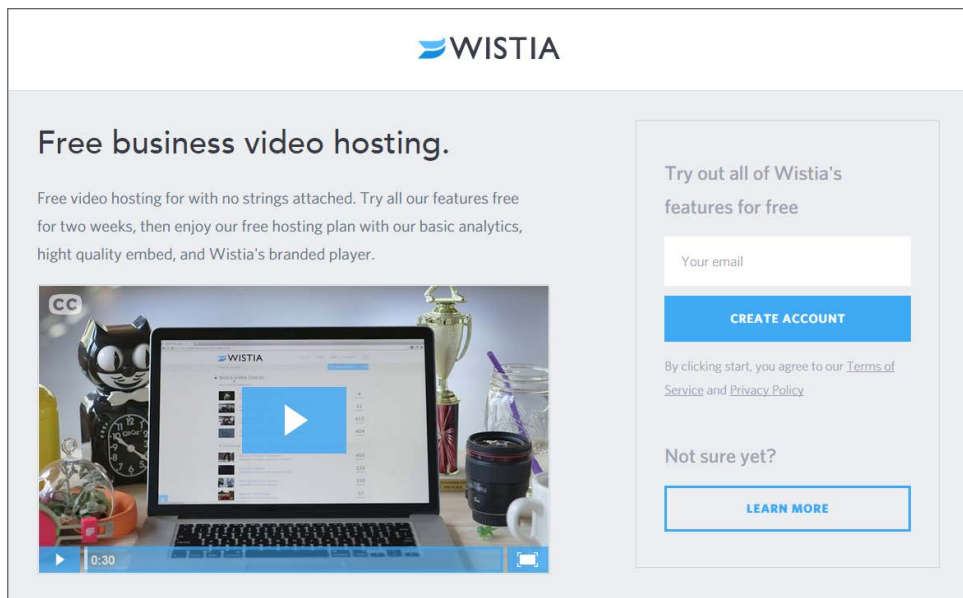 WISTIA
Free business video hosting.
Free video hosting for with no strings attached. Try all our features free
for two weeks, then enjoy our free hosting plan with our basic analytics,
hight quality embed, and Wistia's branded player.
CC
WISTIA
0:30
Try out all of Wistia's
features for free
Your email
CREATE ACCOUNT
By clicking start, you agree to our Terms of
Service and Privacy Policy
Not sure yet?
LEARN MORE